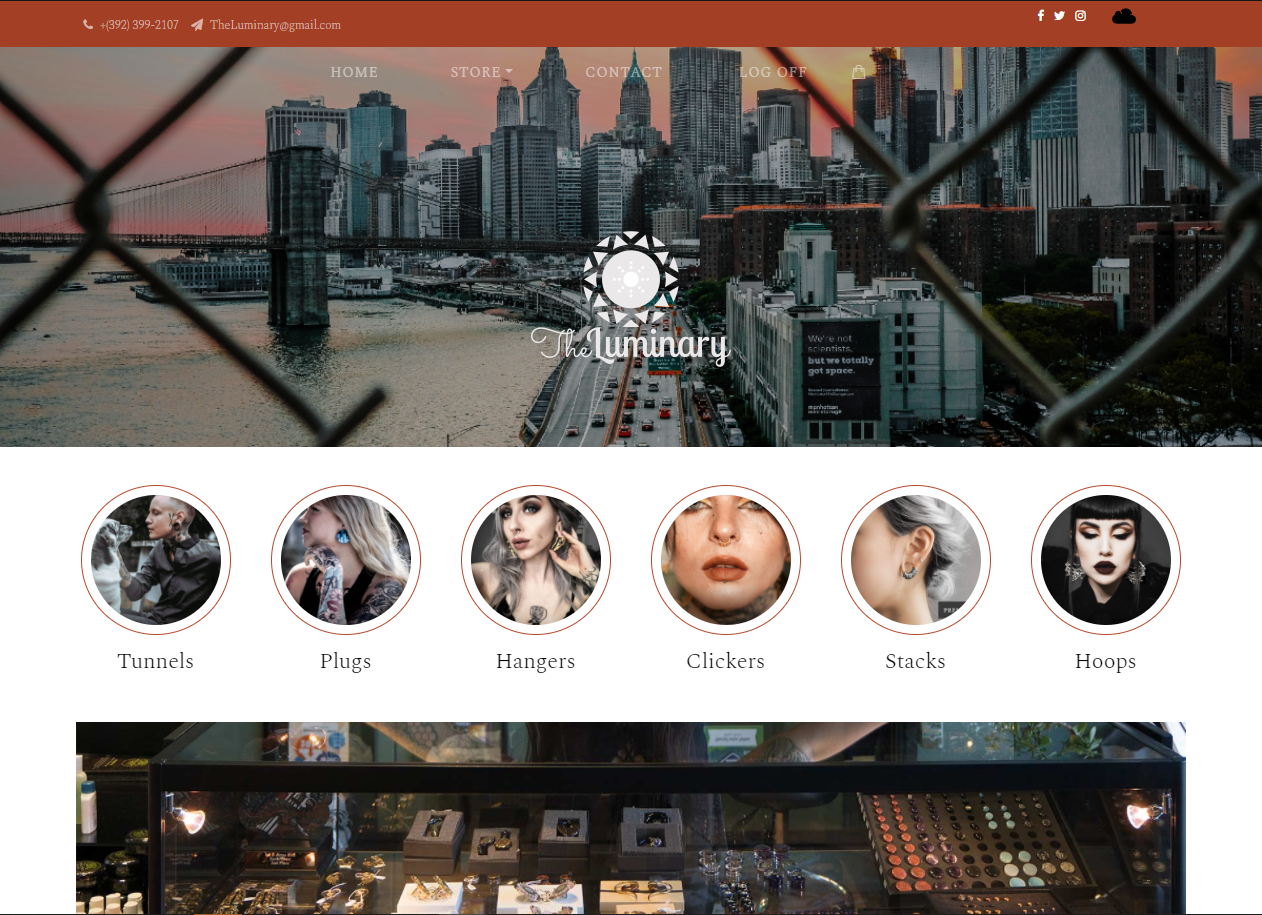 +(392) 399-2107 TheLuminary@gmail.com
HOME STORE CONTACT LOG OFF
TheLuminary
We're not
scientists,
but we totally
got space.
manhattan
Tunnels Plugs Hangers Clickers Stacks Hoops